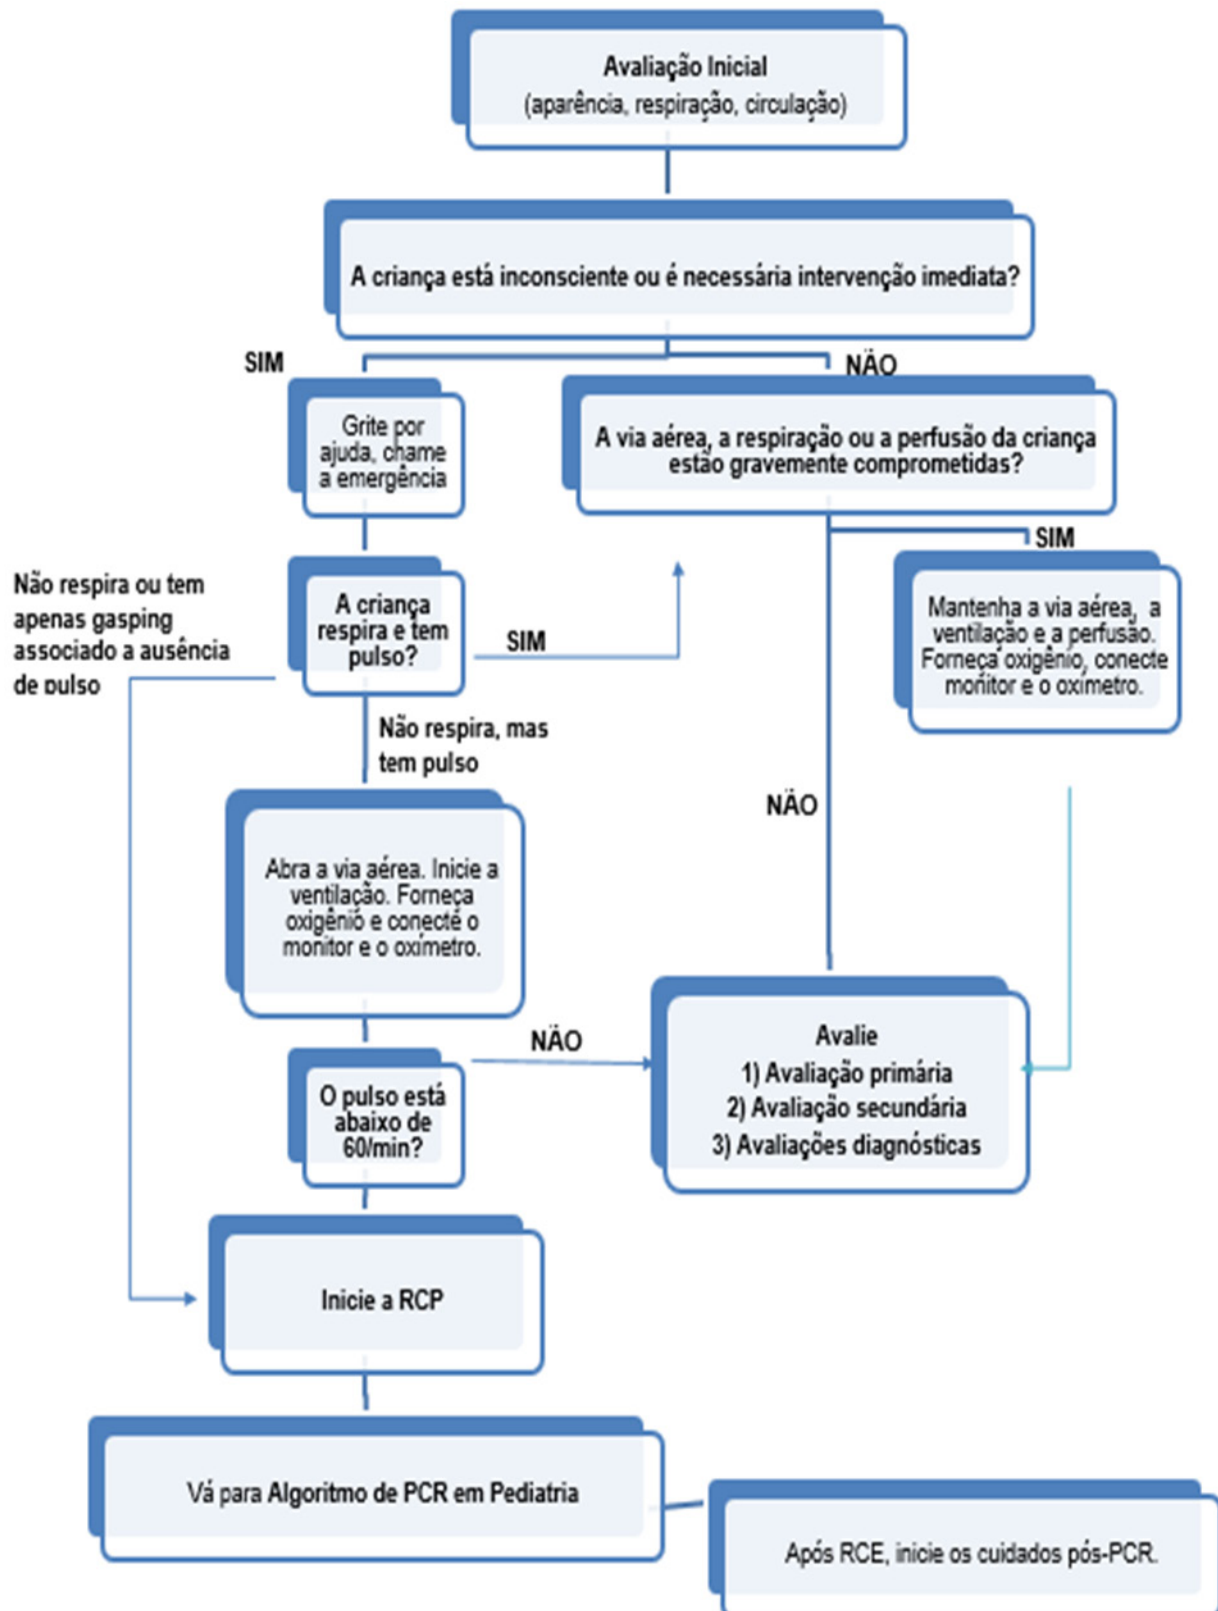 Avaliação Inicial
(aparência, respiração, circulação)
A criança está inconsciente ou é necessária intervenção imediata?
SIM
NÃO
Grite por
ajuda, chame
a emergência
A via aérea, a respiração ou a perfusão da criança
estão gravemente comprometidas?
SIM
Não respira ou tem
apenas gasping
associado a ausência
de pulso
A criança
respira e tem
pulso?
SIM
Mantenha a via aérea, a
ventilação e a perfusão.
Forneça oxigênio, conecte
monitor e o oxímetro.
Não respira, mas
tem pulso
NÃO
Abra a via aérea. Inicie a
ventilação. Forneça
oxigênio e conecte o
monitor e o oxímetro.
NÃO
Avalie
1) Avaliação primária
2) Avaliação secundária
3) Avaliações diagnósticas
O pulso está
abaixo de
60/min?
Inicie a RCP
Vá para Algoritmo de PCR em Pediatria
Após RCE, inicie os cuidados pós-PCR.